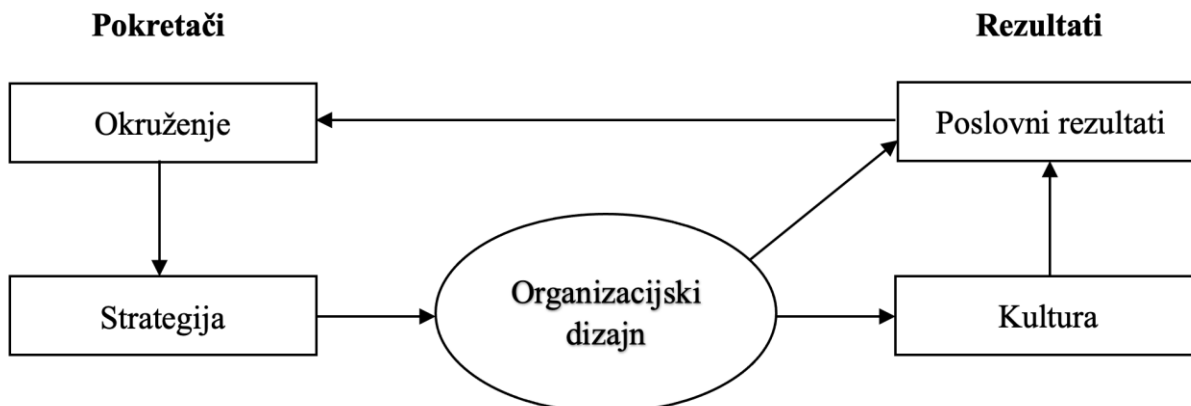 Pokretači
Rezultati
Okruženje
Poslovni rezultati
Strategija
Organizacijski
dizajn
Kultura